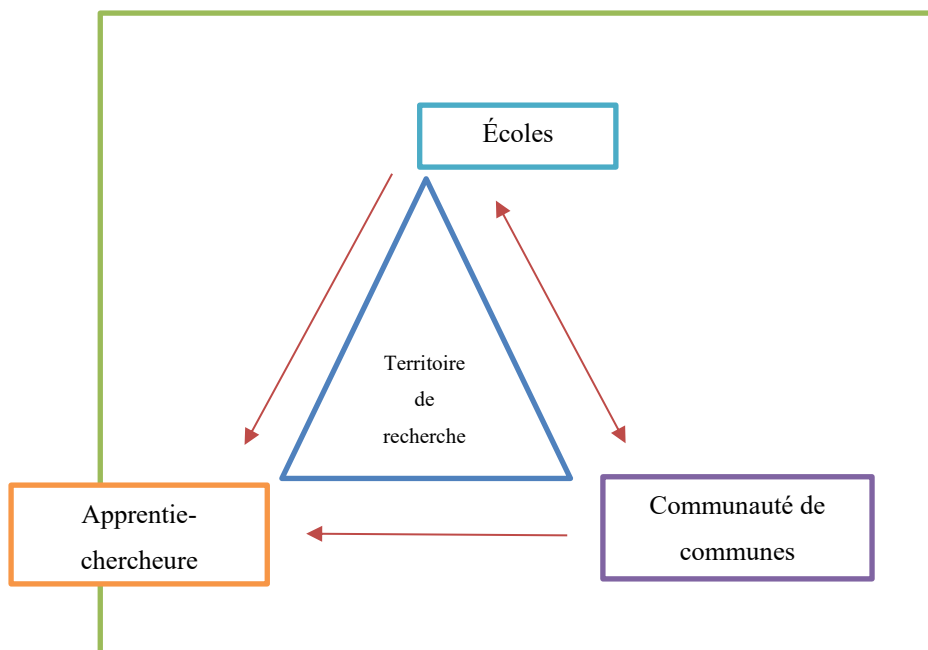 Écoles
Territoire
de
recherche
Apprentie-
chercheure
Communauté de
communes